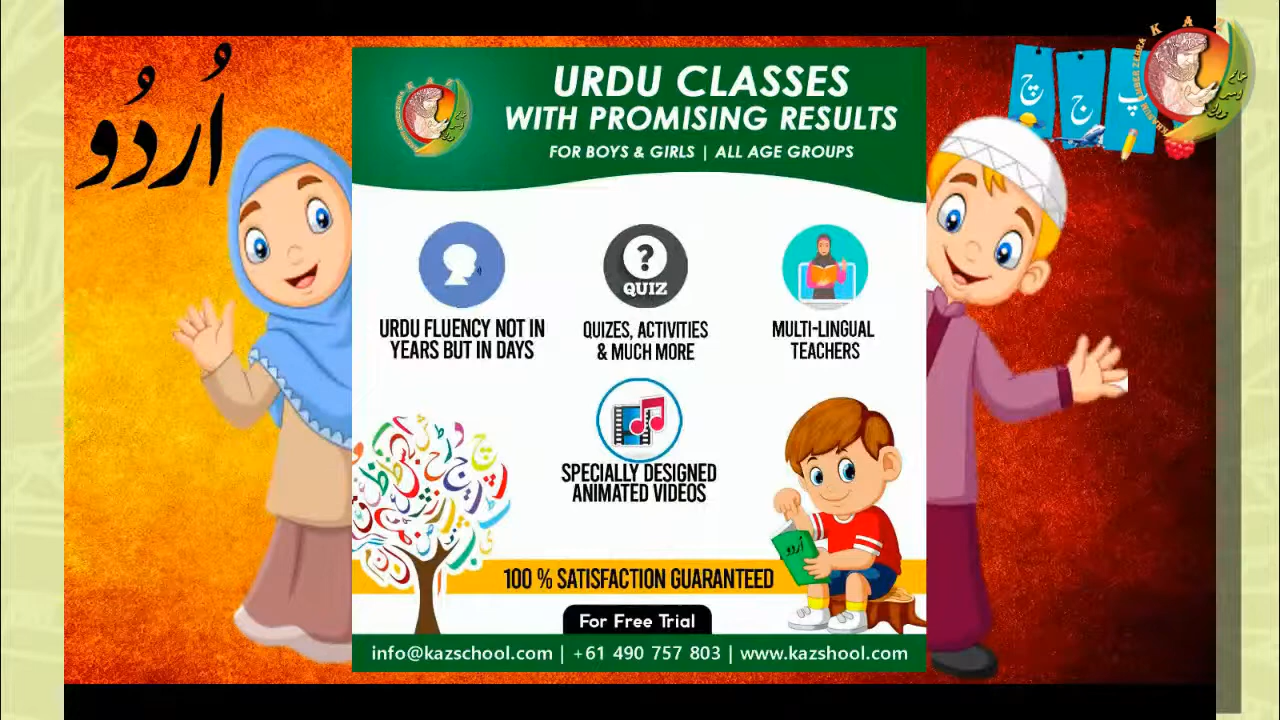 اُردُو
URDU CLASSES
WITH PROMISING RESULTS
FOR BOYS & GIRLS | ALL AGE GROUPS
چ
ج
پ
K A Z
?
QUIZ
URDU FLUENCY NOT IN
YEARS BUT IN DAYS
QUIZES, ACTIVITIES
& MUCH MORE
MULTI-LINGUAL
TEACHERS
SPECIALLY DESIGNED
ANIMATED VIDEOS
اُردُو
100 % SATISFACTION GUARANTEED
For Free Trial
info@kazschool.com | +61 490 757 803 | www.kazshool.com